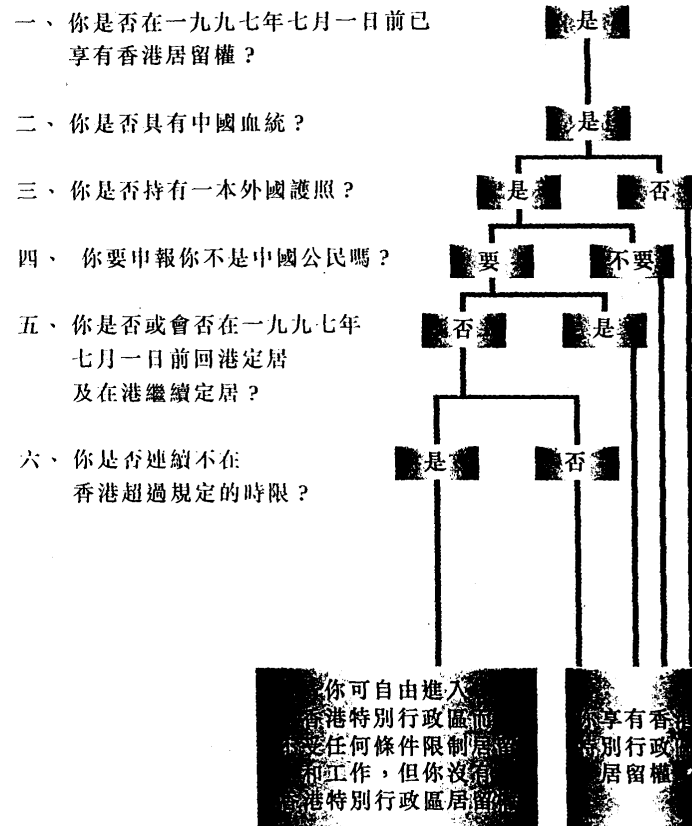 一、你是否在一九九七年七月一日前已
享有香港居留權？
是
二、你是否具有中國血統？
是
三、你是否持有一本外國護照？
是
否
四、你要申報你不是中國公民嗎？
要
不要
五、你是否或會否在一九九七年
七月一日前回港定居
及在港繼續定居？
否
是
六、你是否連續不在
香港超過規定的時限？
是
否
你可自由進入
香港特別行政區而
受任何條件限制居留
和工作，但你沒有
香港特別行政區居留
享有香港
特別行政區
居留權